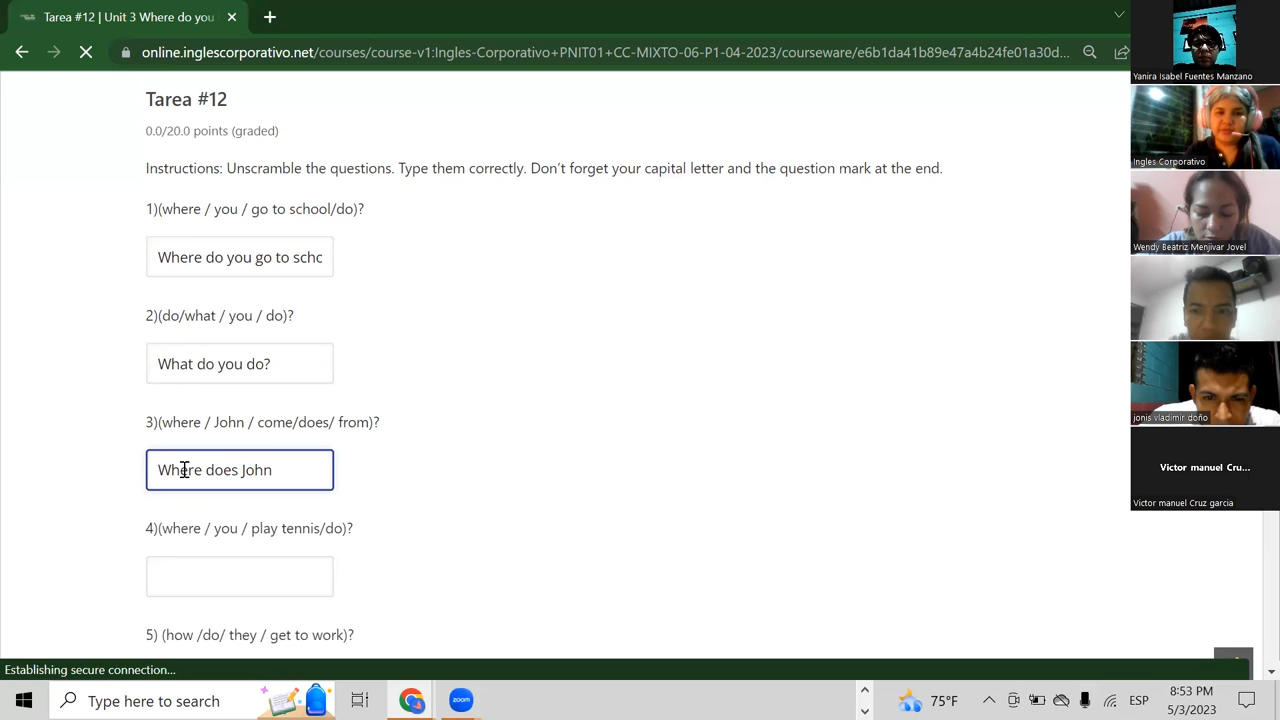 Tarea #12 | Unit 3 Where do you
online.inglescorporativo.net/courses/course-v1:Ingles-Corporativo+PNIT01+CC-MIXTO-06-P1-04-2023/courseware/e6b1da41b89e47a4b24fe01a30d...
Tarea #12
0.0/20.0 points (graded)
Instructions: Unscramble the questions. Type them correctly. Don't forget your capital letter and the question mark at the end.
1)(where / you / go to school/do)?
Where do you go to scho
2)(do/what / you / do)?
What do you do?
3)(where / John / come/does/ from)?
Where does John
4)(where / you / play tennis/do)?
5) (how /do/ they / get to work)?
Establishing secure connection...
Yanira Isabel Fuentes Manzano
Ingles Corporativo
Wendy Beatriz Menjivar Jovel
jonis vladimir doño
Victor manuel Cru...
Victor manuel Cruz garcia
Type here to search
zoom
75°F
ESP
8:53 PM
5/3/2023